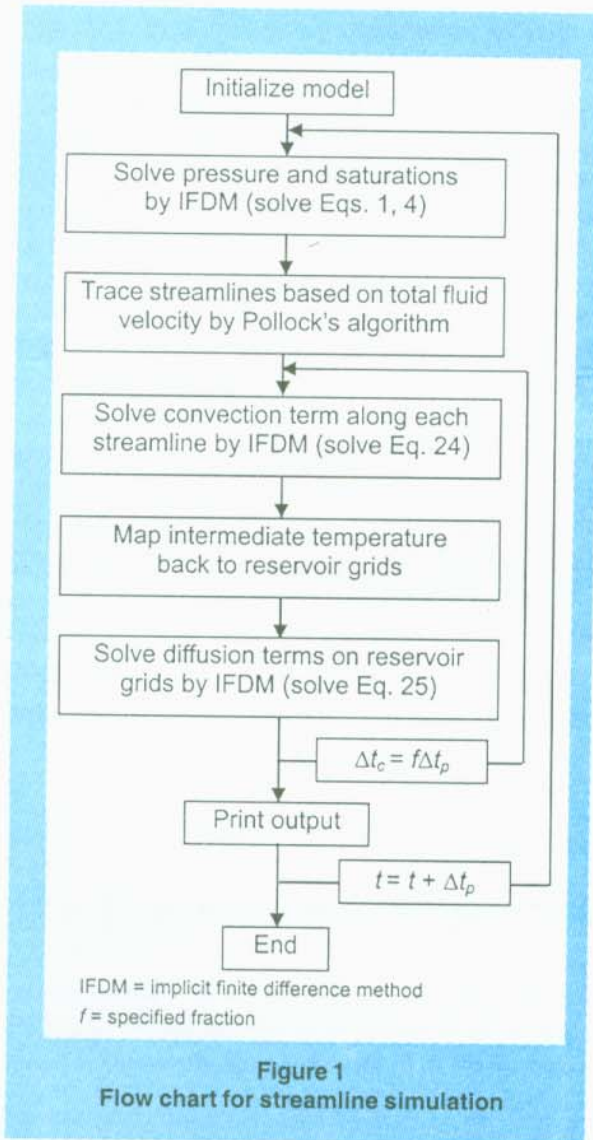 Initialize model
Solve pressure and saturations
by IFDM (solve Eqs. 1, 4)
Trace streamlines based on total fluid
velocity by Pollock's algorithm
Solve convection term along each
streamline by IFDM (solve Eq. 24)
Map intermediate temperature
back to reservoir grids
Solve diffusion terms on reservoir
grids by IFDM (solve Eq. 25)
Δt_c = fΔt_p
Print output
t = t + Δt_p
End
IFDM = implicit finite difference method
f = specified fraction
Figure 1
Flow chart for streamline simulation